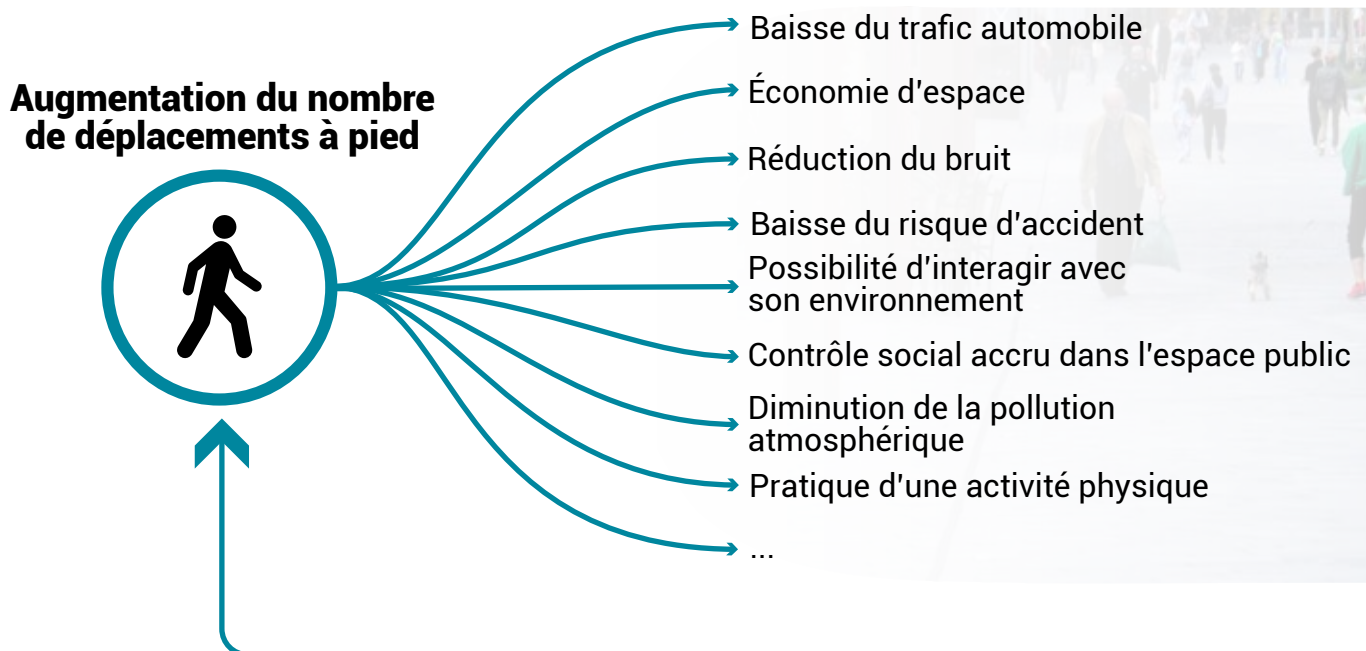 Augmentation du nombre
de déplacements à pied
Baisse du trafic automobile
Économie d'espace
Réduction du bruit
Baisse du risque d'accident
Possibilité d'interagir avec
son environnement
Contrôle social accru dans l'espace public
Diminution de la pollution
atmosphérique
Pratique d'une activité physique
...